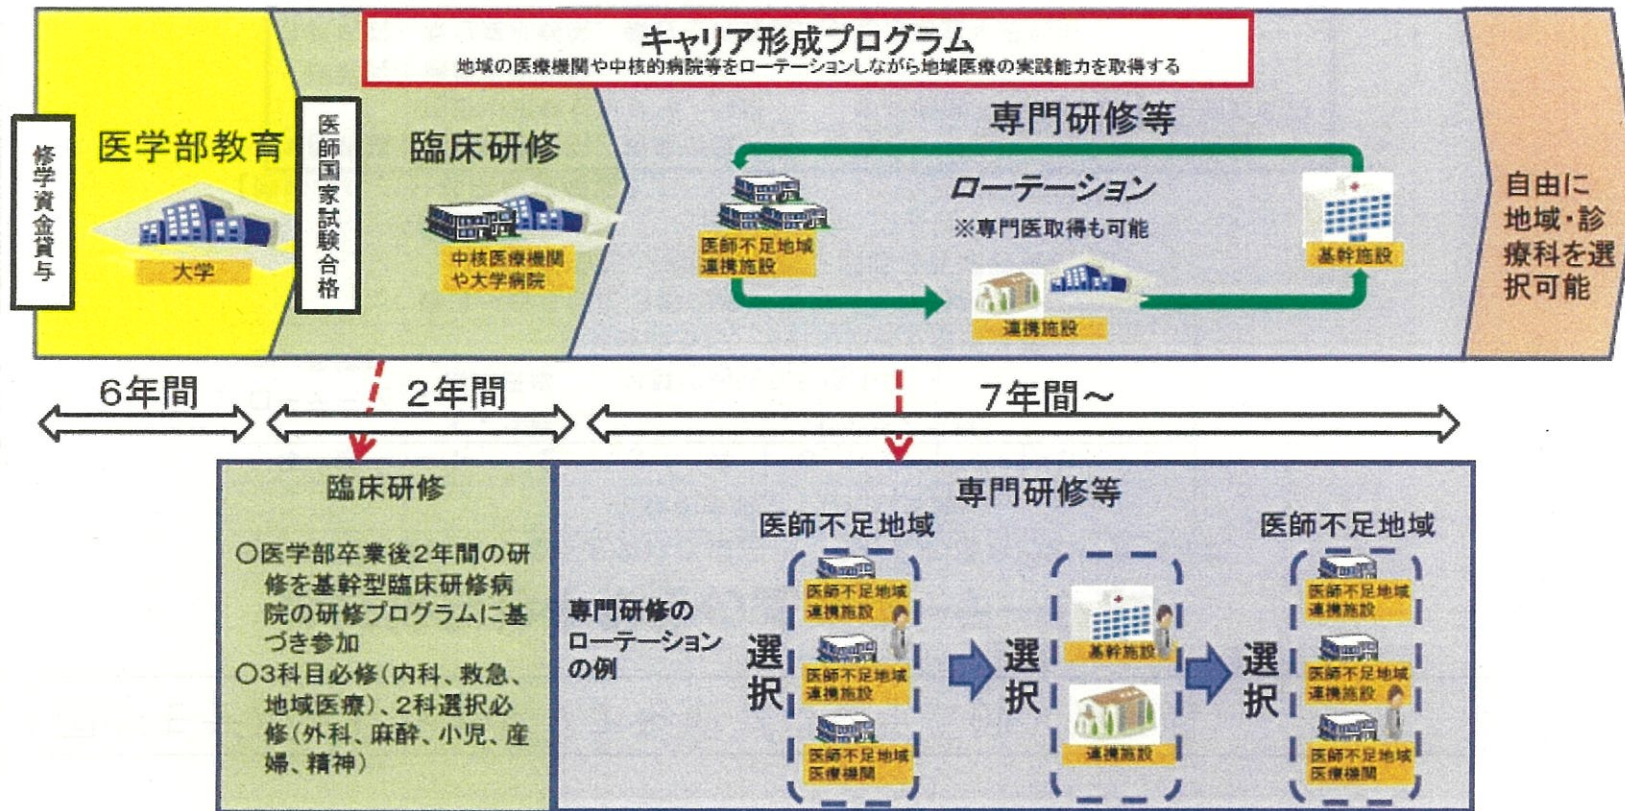 キャリア形成プログラム
地域の医療機関や中核的病院等をローテーションしながら地域医療の実践能力を取得する
修学資金貸与
医学部教育
大学
医師国家試験合格
臨床研修
中核医療機関
や大学病院
専門研修等
ローテーション
※専門医取得も可能
医師不足地域
連携施設
連携施設
基幹施設
自由に
地域・診
療科を選
択可能
6年間
2年間
7年間~
臨床研修
○医学部卒業後2年間の研
修を基幹型臨床研修病
院の研修プログラムに基
づき参加
○3科目必修(内科、救急、
地域医療)、2科選択必
修(外科、麻酔、小児、産
婦、精神)
専門研修等
専門研修の
ローテーション
の例
医師不足地域
選択
医師不足地域
連携施設
医師不足地域
連携施設
医師不足地域
医療機関
選択
基幹施設
連携施設
医師不足地域
選択
医師不足地域
連携施設
医師不足地域
連携施設
医師不足地域
医療機関